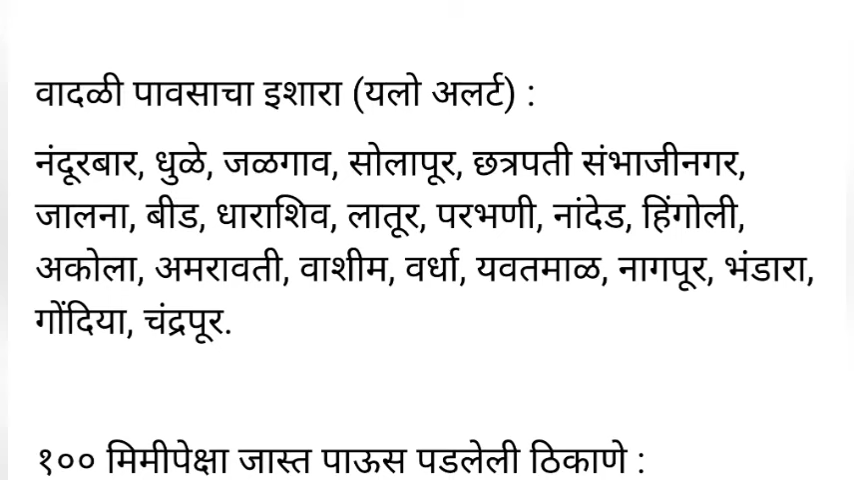 वादळी पावसाचा इशारा (यलो अलर्ट) :
नंदूरबार, धुळे, जळगाव, सोलापूर, छत्रपती संभाजीनगर,
जालना, बीड, धाराशिव, लातूर, परभणी, नांदेड, हिंगोली,
अकोला, अमरावती, वाशीम, वर्धा, यवतमाळ, नागपूर, भंडारा,
गोंदिया, चंद्रपूर.
१०० मिमीपेक्षा जास्त पाऊस पडलेली ठिकाणे :